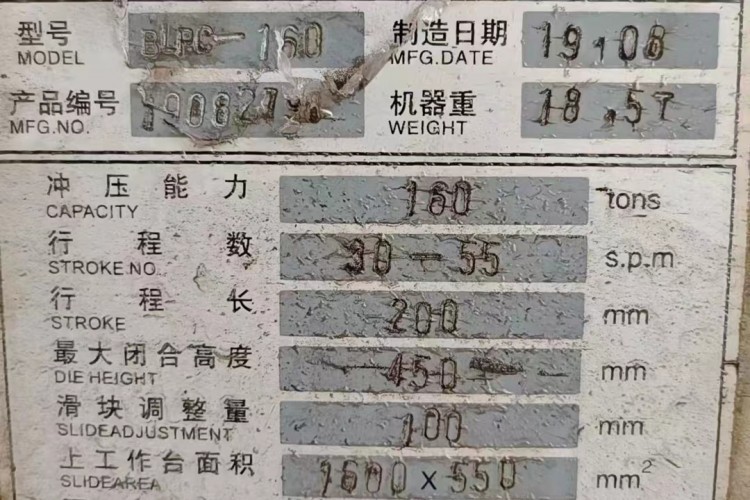 型号 制造日期
MODEL BLPC-160 MFG.DATE 19,08
产品编号 机器重
MFG.NO. WEIGHT 18.5T
冲压能力
CAPACITY 160 tons
行程数
STROKE.NO. 30-55 s.p.m
行程长
STROKE 200 mm
最大闭合高度
DIE HEIGHT 450 mm
滑块调整量
SLIDEADJUSTMENT 100 mm
上工作台面积
SLIDEAREA 1600 x 550 mm²